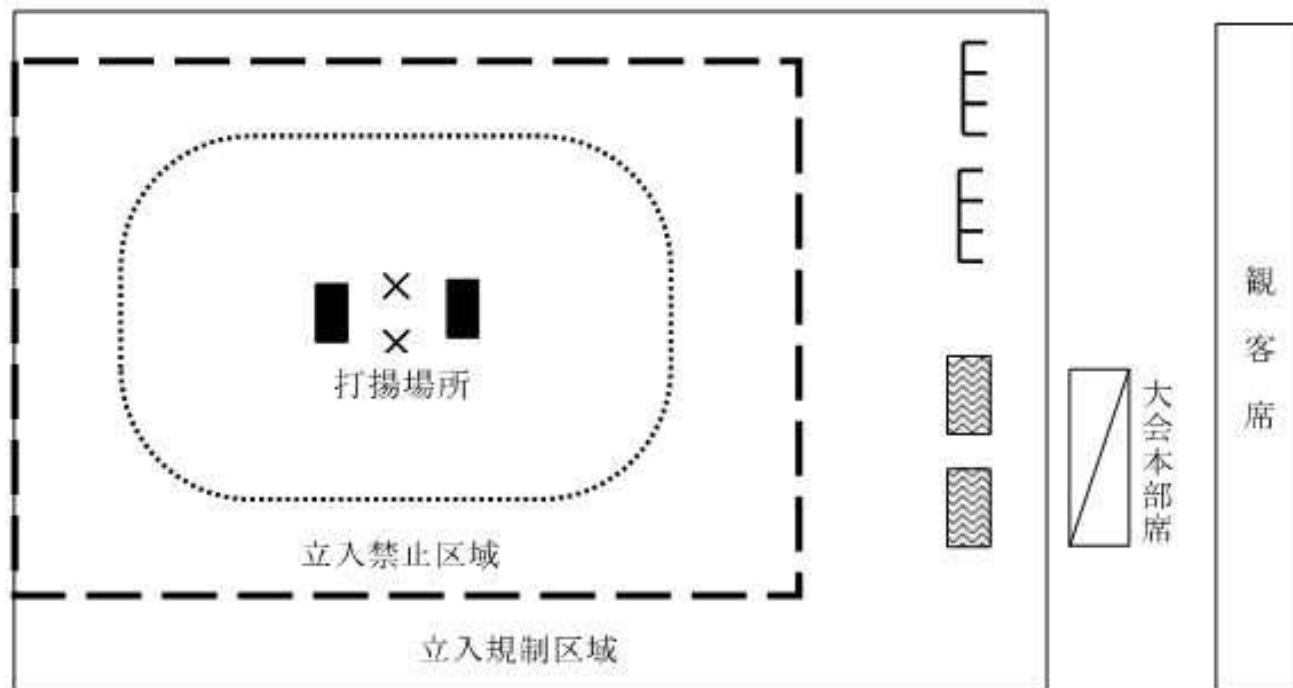 打揚場所
立入禁止区域
立入規制区域
大会本部席
観客席